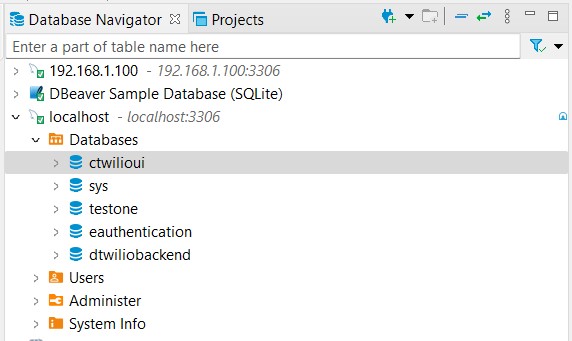 Database Navigator Projects
Enter a part of table name here
192.168.1.100 - 192.168.1.100:3306
DBeaver Sample Database (SQLite)
localhost - localhost:3306
Databases
ctwilioui
sys
testone
eauthentication
dtwiliobackend
Users
Administer
System Info